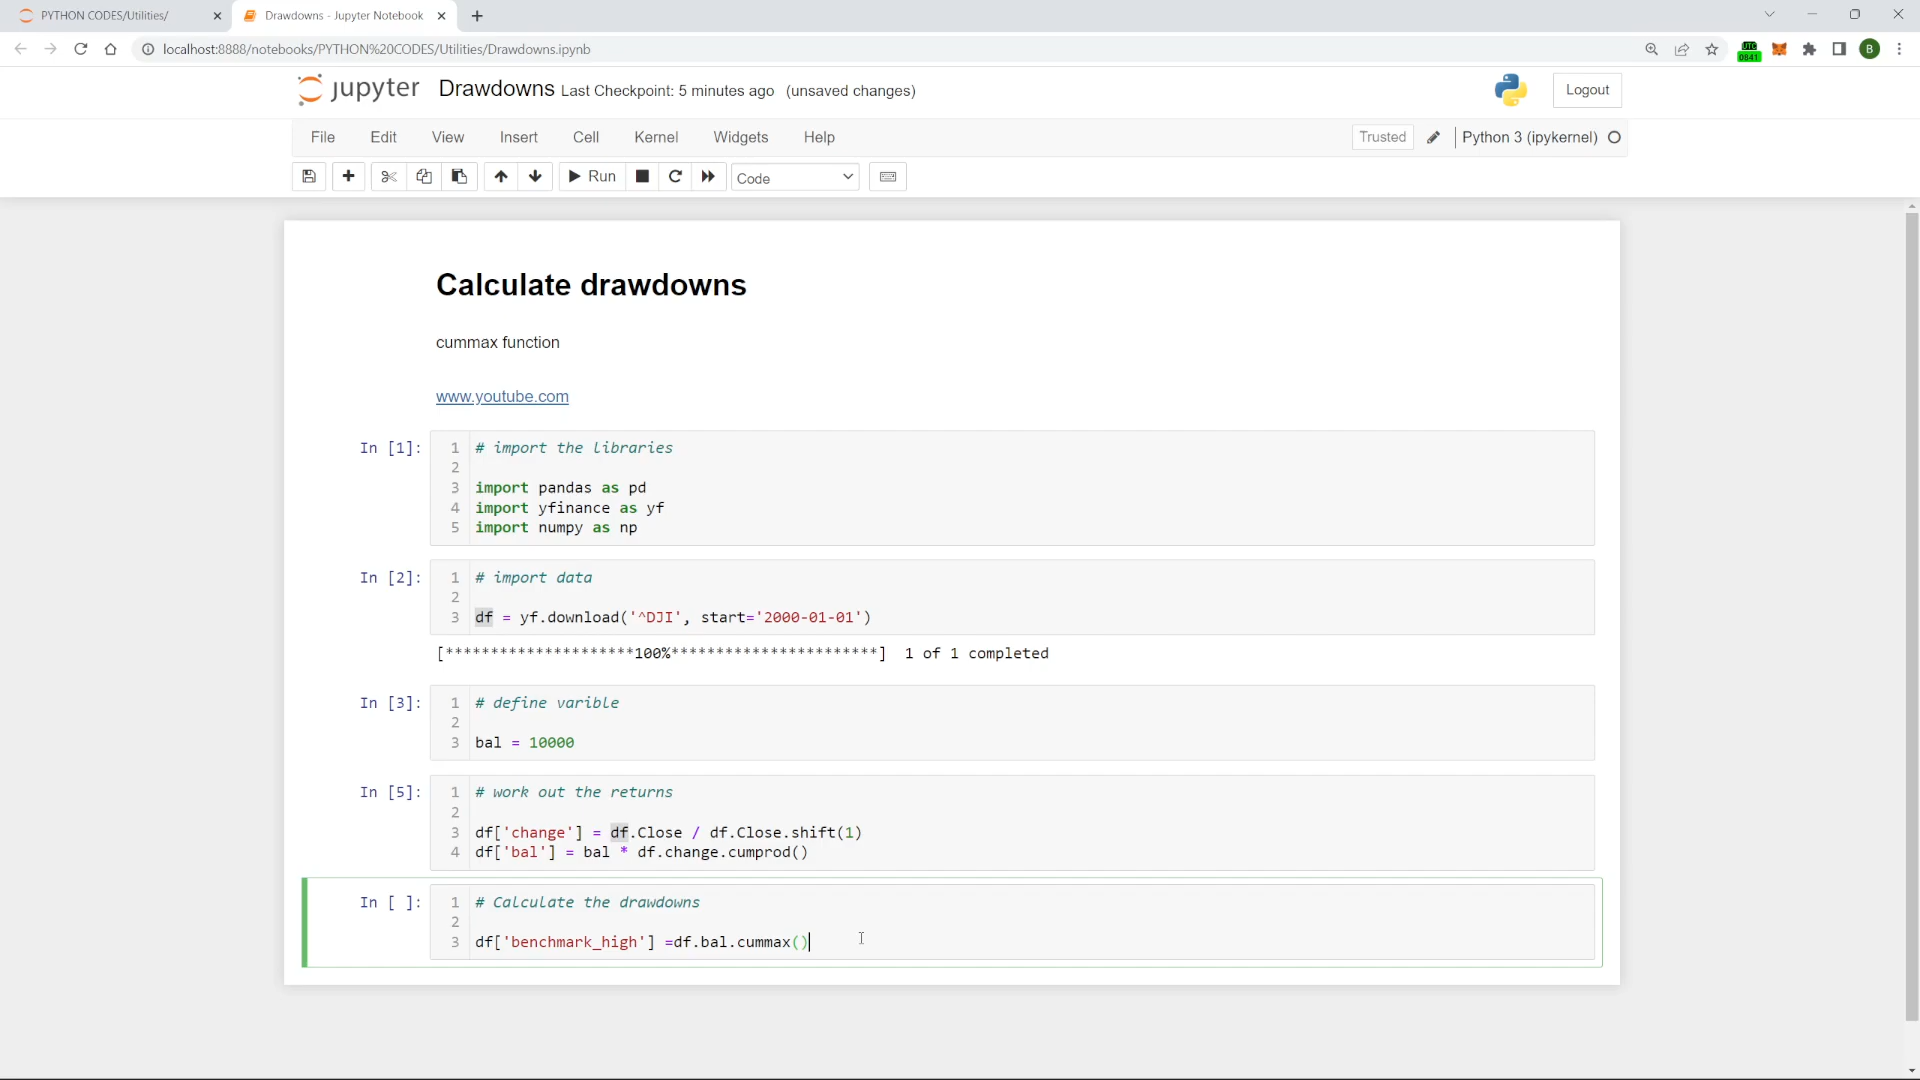 PYTHON CODES/Utilities/
Drawdowns - Jupyter Notebook
localhost:8888/notebooks/PYTHON%20CODES/Utilities/Drawdowns.ipynb
UTC
0841
B
jupyter Drawdowns Last Checkpoint: 5 minutes ago (unsaved changes)
Logout
File Edit View Insert Cell Kernel Widgets Help
Trusted
Python 3 (ipykernel)
Run
Code
Calculate drawdowns
cummax function
www.youtube.com
In [1]:
1 # import the libraries
2
3 import pandas as pd
4 import yfinance as yf
5 import numpy as np
In [2]:
1 # import data
2
3 df = yf.download('^DJI', start='2000-01-01')
[*********************100%***********************] 1 of 1 completed
In [3]:
1 # define varible
2
3 bal = 10000
In [5]:
1 # work out the returns
2
3 df['change'] = df.Close / df.Close.shift(1)
4 df['bal'] = bal * df.change.cumprod()
In [ ]:
1 # Calculate the drawdowns
2
3 df['benchmark_high'] =df.bal.cummax()